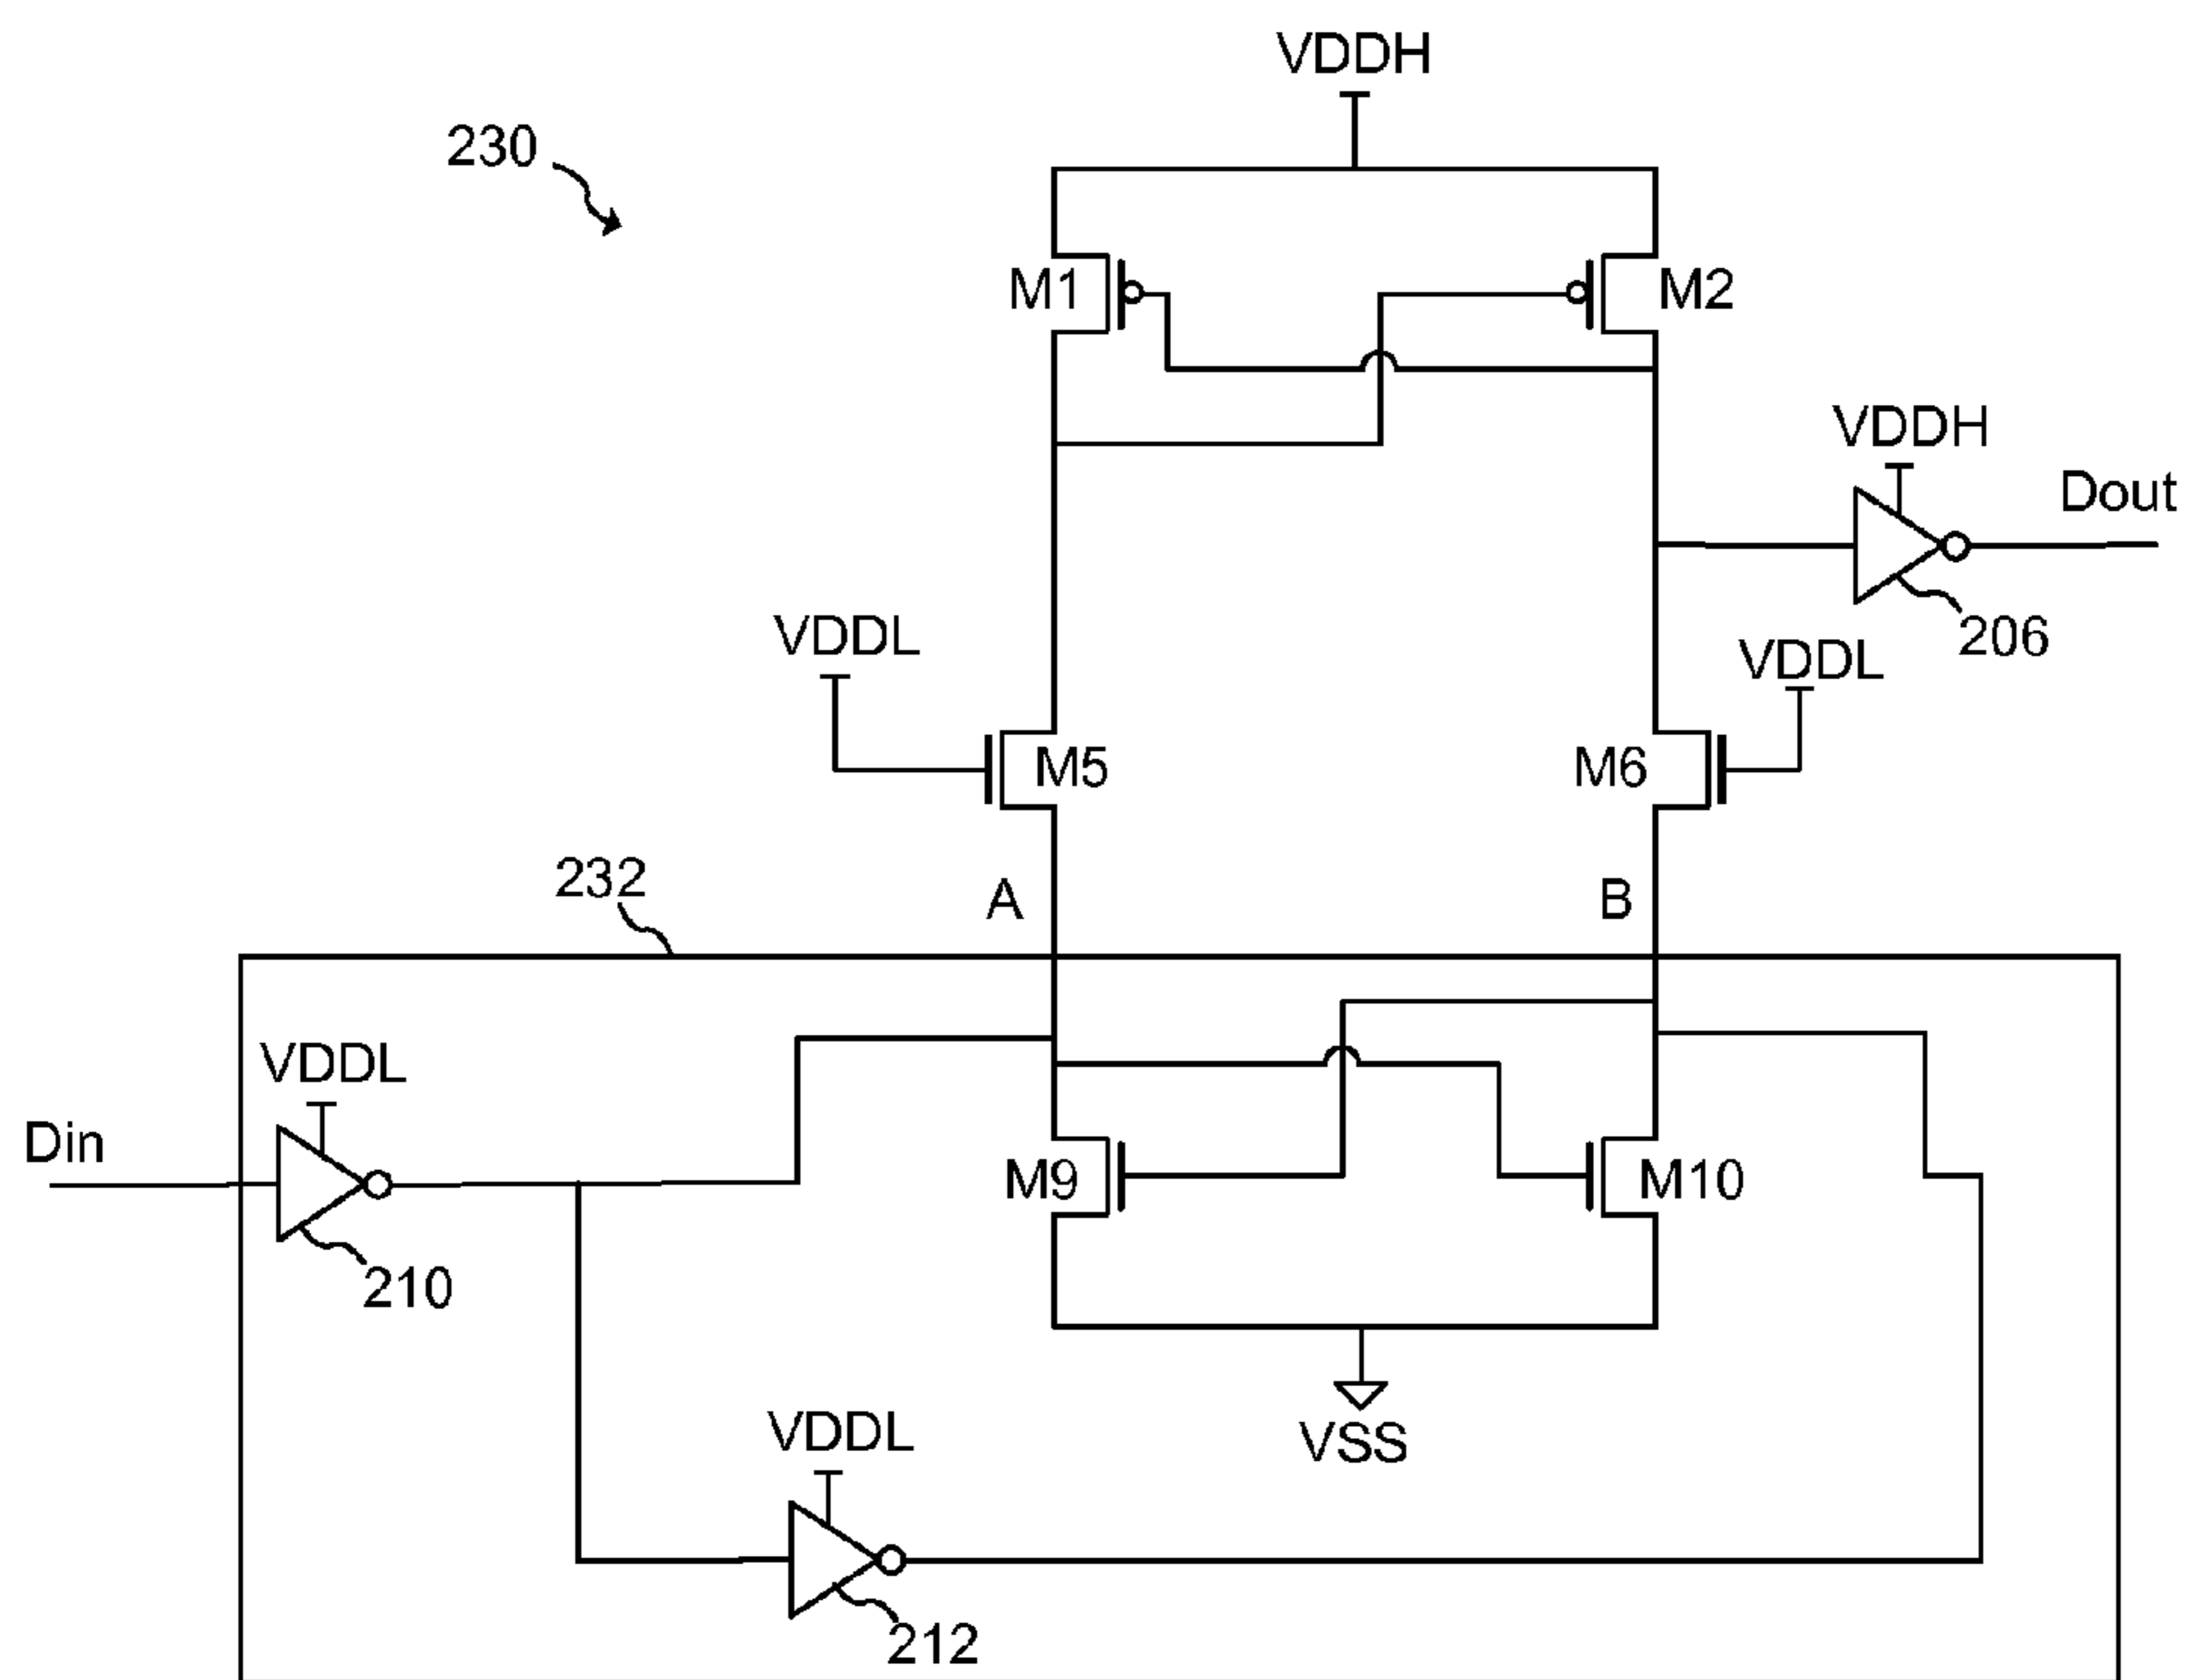 VDDH
230
M1
M2
VDDH
Dout
VDDL
206
VDDL
M5
M6
232
A
B
VDDL
Din
M9
M10
210
VDDL
VSS
212